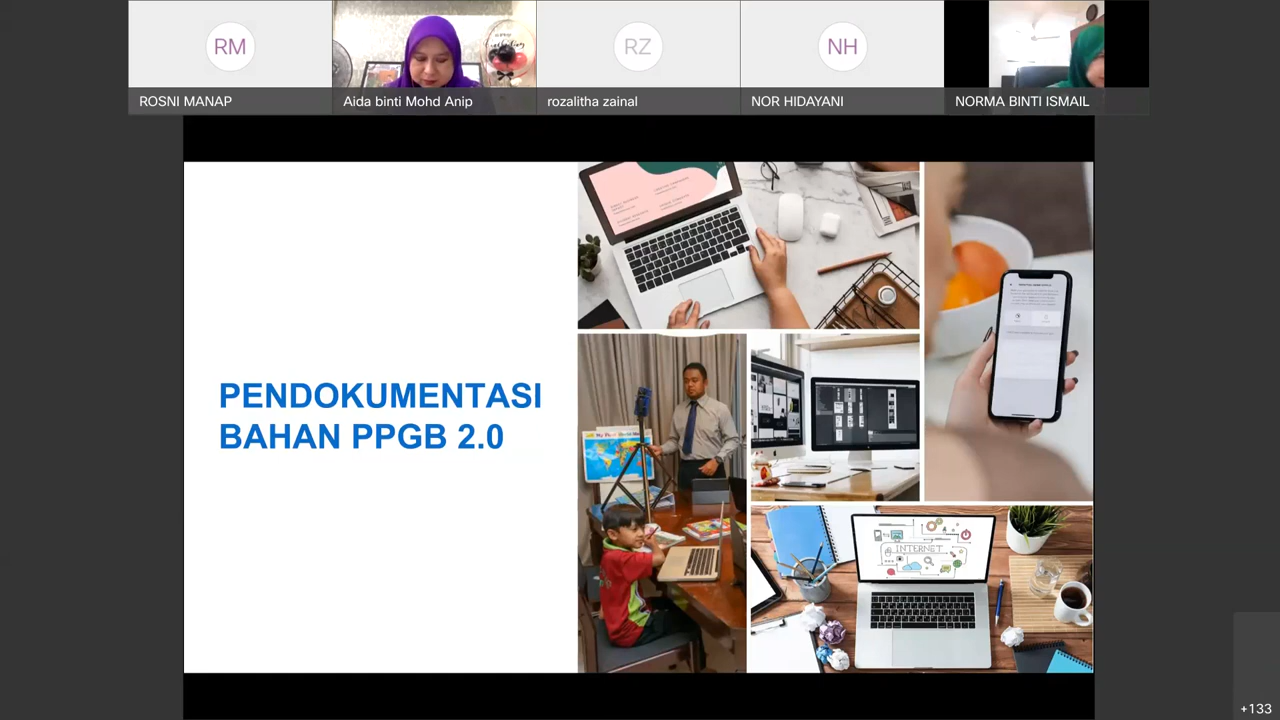 RM
RZ
NH
ROSNI MANAP
Aida binti Mohd Anip
rozalitha zainal
NOR HIDAYANI
NORMA BINTI ISMAIL
PENDOKUMENTASI
BAHAN PPGB 2.0
INTERNET
+133